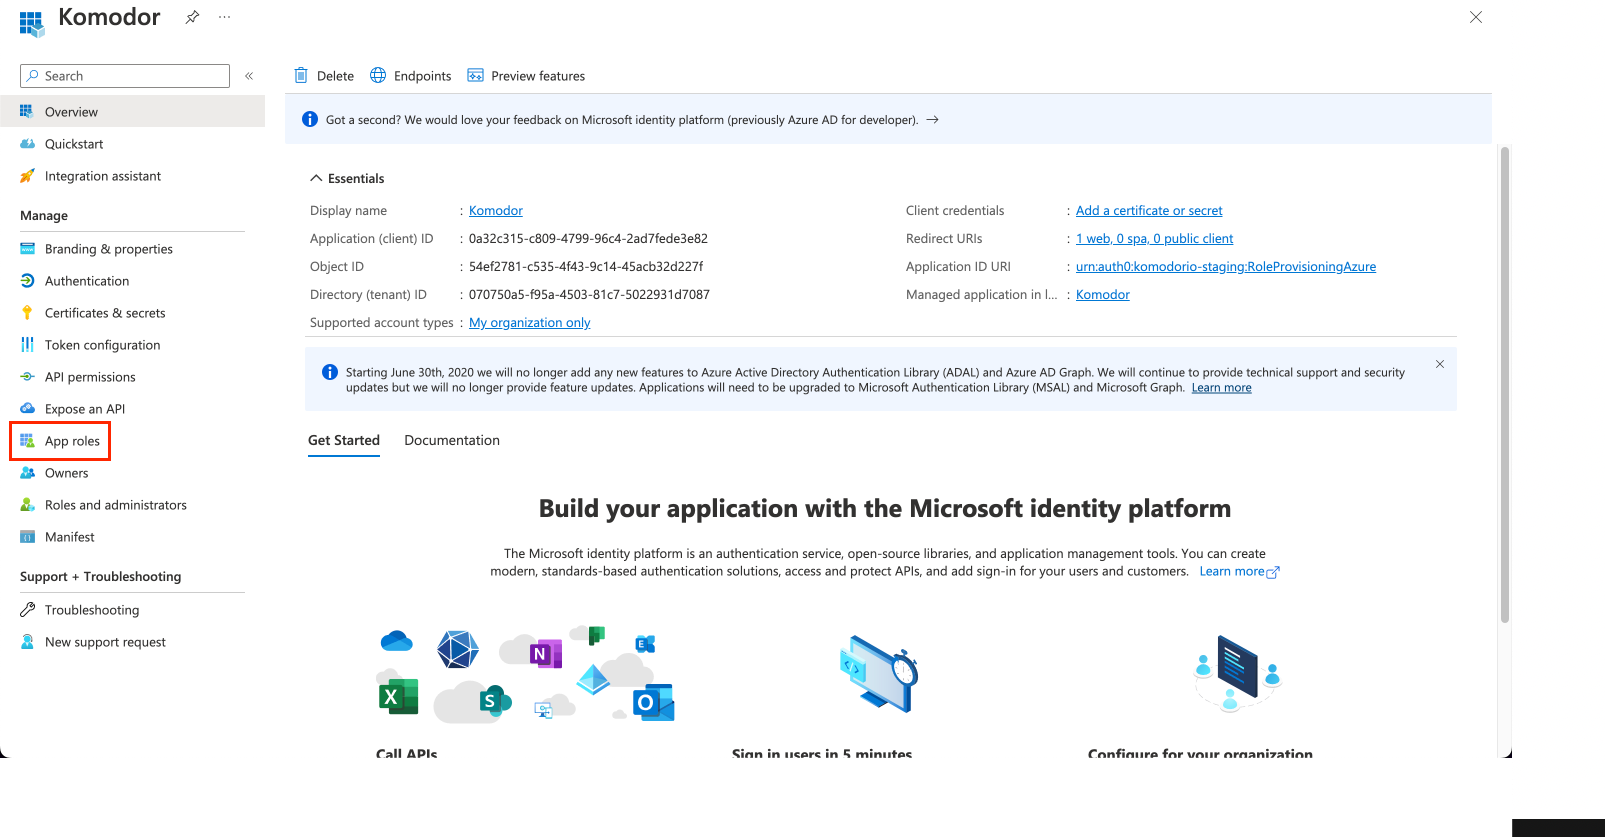 Komodor
Search
Overview
Quickstart
Integration assistant
Manage
Branding & properties
Authentication
Certificates & secrets
Token configuration
API permissions
Expose an API
App roles
Owners
Roles and administrators
Manifest
Support + Troubleshooting
Troubleshooting
New support request
Delete Endpoints Preview features
Got a second? We would love your feedback on Microsoft identity platform (previously Azure AD for developer). →
Essentials
Display name : Komodor
Application (client) ID : 0a32c315-c809-4799-96c4-2ad7fede3e82
Object ID : 54ef2781-c535-4f43-9c14-45acb32d227f
Directory (tenant) ID : 070750a5-f95a-4503-81c7-5022931d7087
Supported account types : My organization only
Client credentials : Add a certificate or secret
Redirect URIs : 1 web, 0 spa, 0 public client
Application ID URI : urn:auth0:komodorio-staging:RoleProvisioningAzure
Managed application in l... : Komodor
Starting June 30th, 2020 we will no longer add any new features to Azure Active Directory Authentication Library (ADAL) and Azure AD Graph. We will continue to provide technical support and security
updates but we will no longer provide feature updates. Applications will need to be upgraded to Microsoft Authentication Library (MSAL) and Microsoft Graph. Learn more
Get Started Documentation
Build your application with the Microsoft identity platform
The Microsoft identity platform is an authentication service, open-source libraries, and application management tools. You can create
modern, standards-based authentication solutions, access and protect APIs, and add sign-in for your users and customers. Learn more
N
E
X
S
O
Call APIs
Sign in users in 5 minutes
Configure for your organization